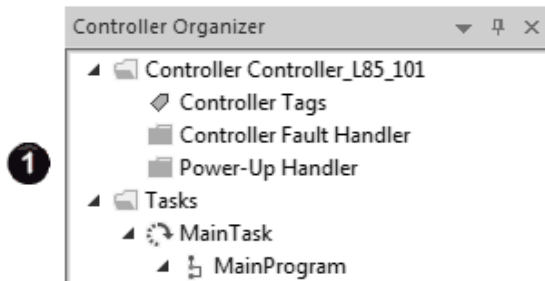 Controller Organizer
Controller Controller_L85_101
Controller Tags
Controller Fault Handler
1
Power-Up Handler
Tasks
MainTask
MainProgram